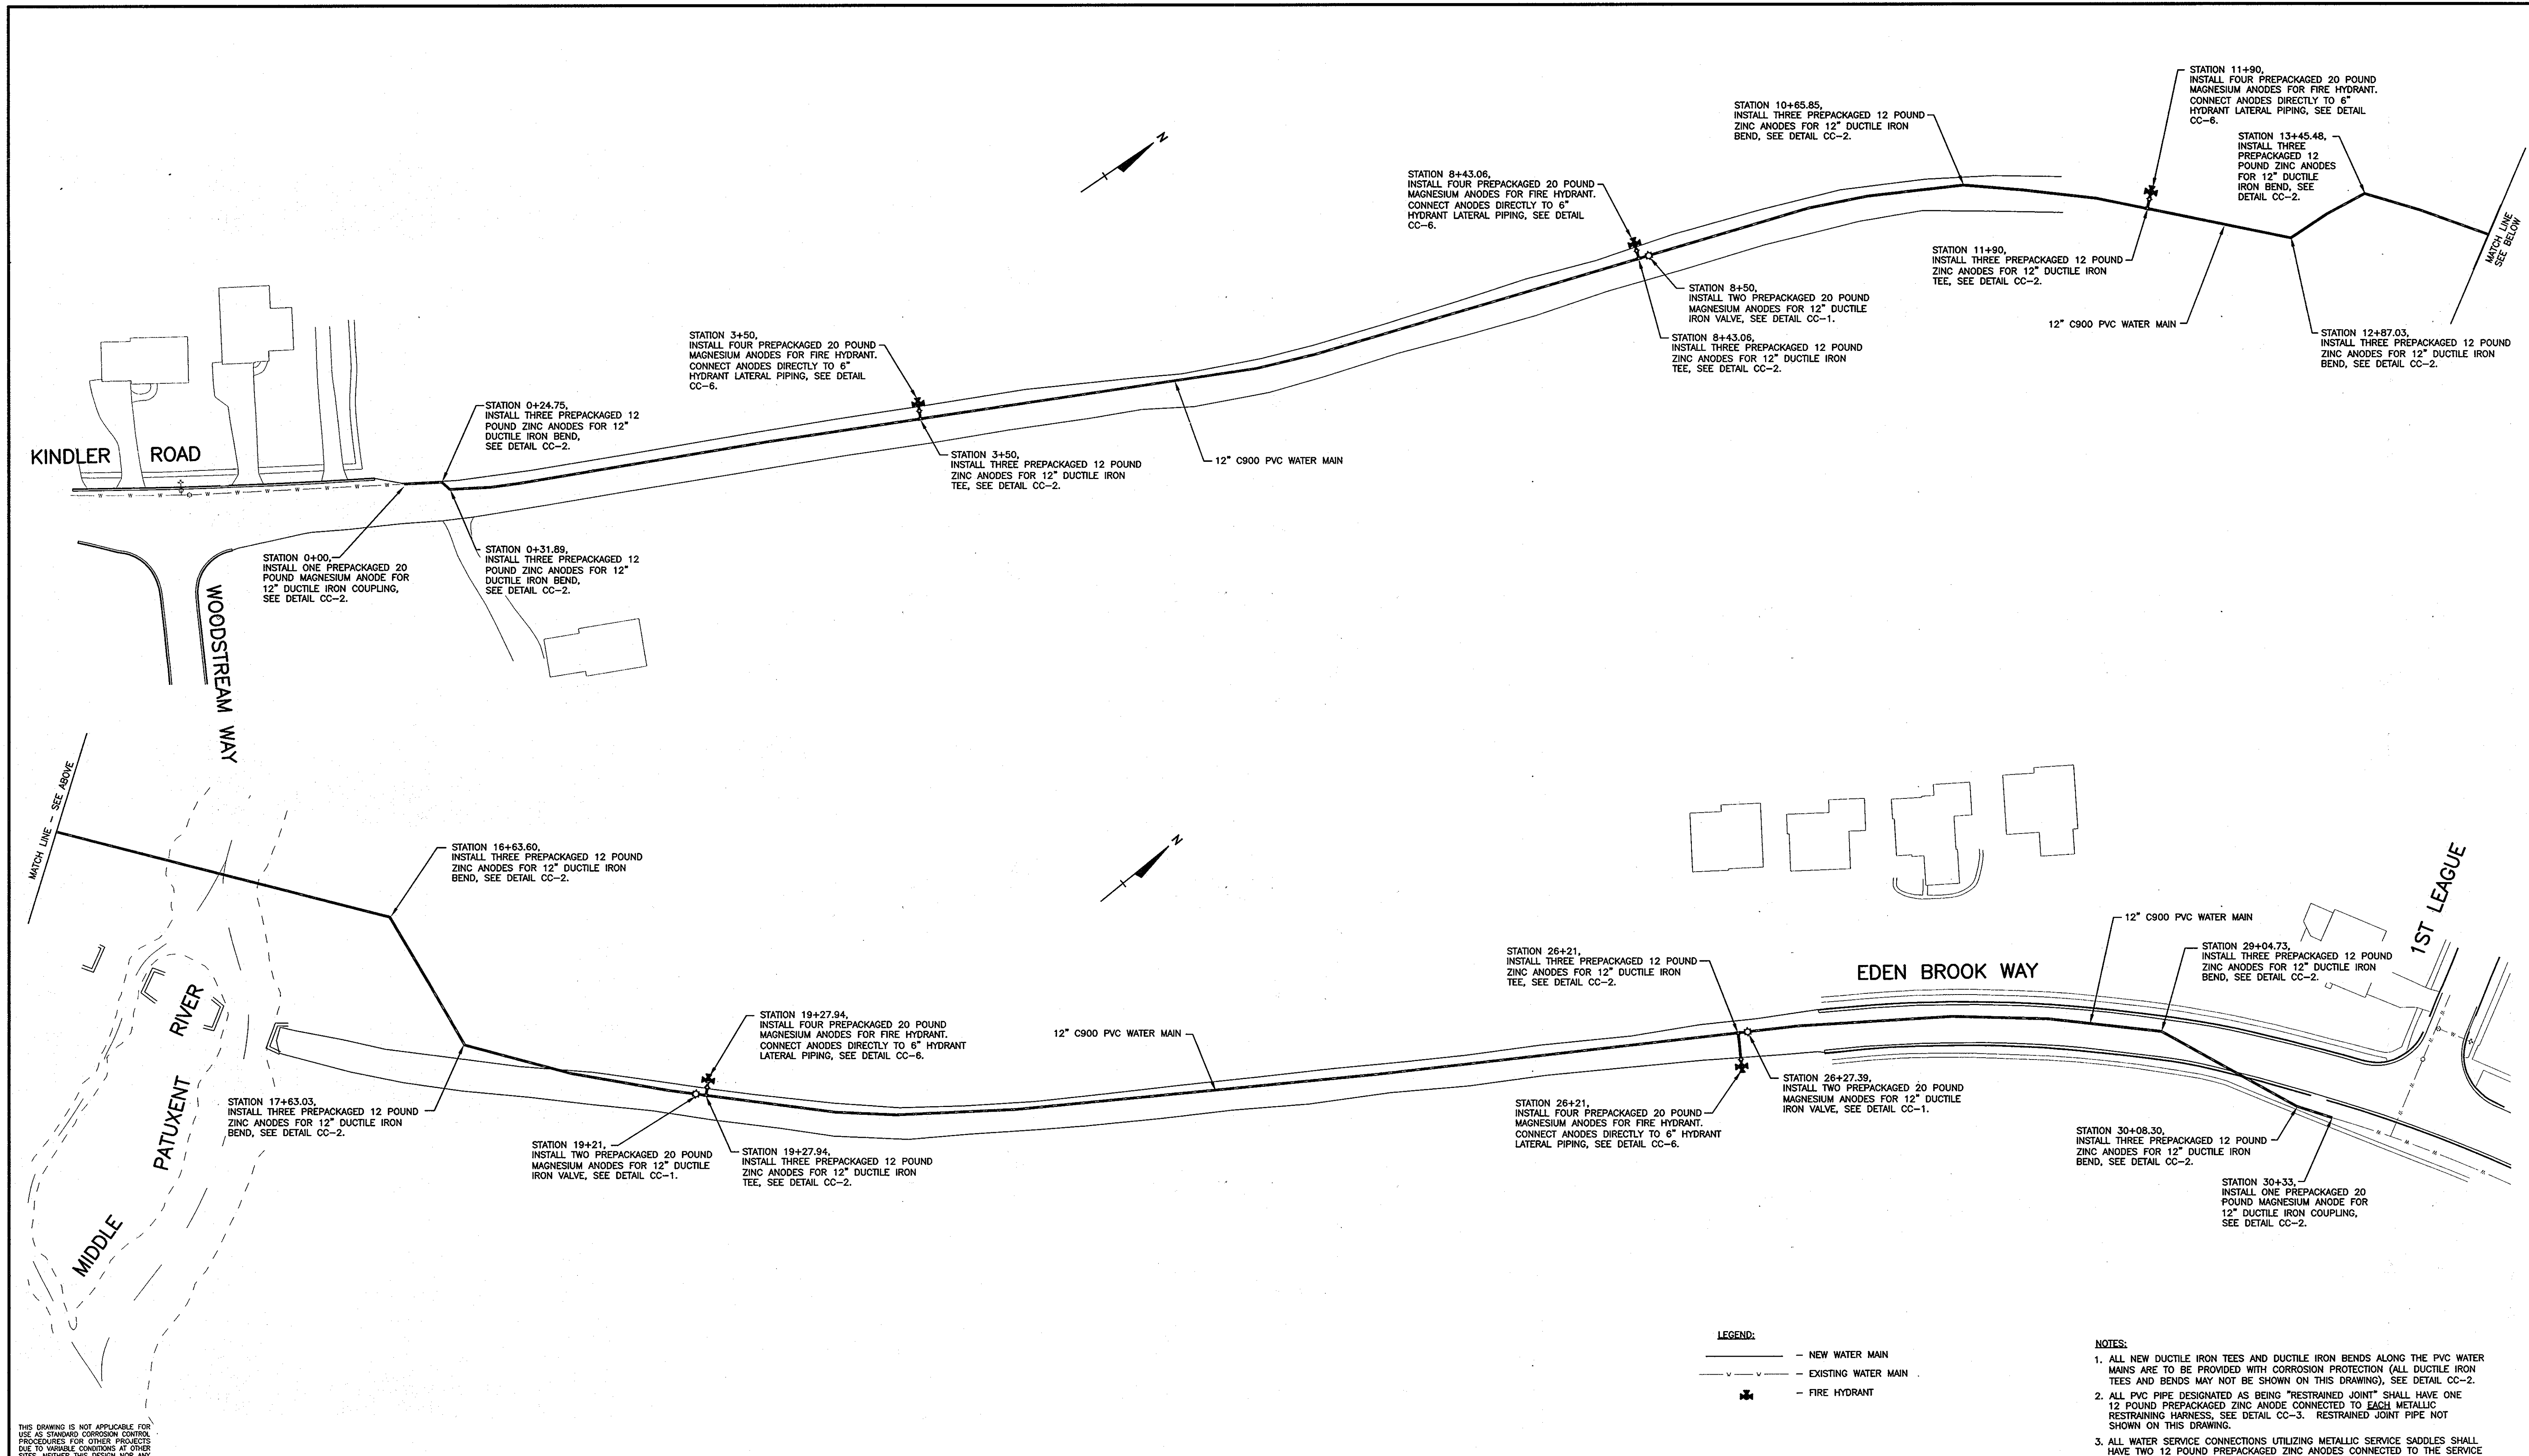 STATION 11+90,
INSTALL FOUR PREPACKAGED 20 POUND
MAGNESIUM ANODES FOR FIRE HYDRANT.
CONNECT ANODES DIRECTLY TO 6"
HYDRANT LATERAL PIPING, SEE DETAIL
CC-6.
STATION 10+65.85,
INSTALL THREE PREPACKAGED 12 POUND
ZINC ANODES FOR 12" DUCTILE IRON
BEND, SEE DETAIL CC-2.
STATION 13+45.48,
INSTALL THREE
PREPACKAGED 12
POUND ZINC ANODES
FOR 12" DUCTILE
IRON BEND, SEE
DETAIL CC-2.
N
STATION 8+43.06,
INSTALL FOUR PREPACKAGED 20 POUND
MAGNESIUM ANODES FOR FIRE HYDRANT.
CONNECT ANODES DIRECTLY TO 6"
HYDRANT LATERAL PIPING, SEE DETAIL
CC-6.
MATCH LINE
SEE BELOW
STATION 11+90,
INSTALL THREE PREPACKAGED 12 POUND
ZINC ANODES FOR 12" DUCTILE IRON
TEE, SEE DETAIL CC-2.
STATION 8+50,
INSTALL TWO PREPACKAGED 20 POUND
MAGNESIUM ANODES FOR 12" DUCTILE
IRON VALVE, SEE DETAIL CC-1.
12" C900 PVC WATER MAIN
STATION 12+87.03,
INSTALL THREE PREPACKAGED 12 POUND
ZINC ANODES FOR 12" DUCTILE IRON
BEND, SEE DETAIL CC-2.
STATION 8+43.06,
INSTALL THREE PREPACKAGED 12 POUND
ZINC ANODES FOR 12" DUCTILE IRON
TEE, SEE DETAIL CC-2.
STATION 3+50,
INSTALL FOUR PREPACKAGED 20 POUND
MAGNESIUM ANODES FOR FIRE HYDRANT.
CONNECT ANODES DIRECTLY TO 6"
HYDRANT LATERAL PIPING, SEE DETAIL
CC-6.
STATION 0+24.75,
INSTALL THREE PREPACKAGED 12
POUND ZINC ANODES FOR 12"
DUCTILE IRON BEND,
SEE DETAIL CC-2.
KINDLER ROAD
STATION 3+50,
INSTALL THREE PREPACKAGED 12 POUND
ZINC ANODES FOR 12" DUCTILE IRON
TEE, SEE DETAIL CC-2.
12" C900 PVC WATER MAIN
W W W W W W W W W
STATION 0+00,
INSTALL ONE PREPACKAGED 20
POUND MAGNESIUM ANODE FOR
12" DUCTILE IRON COUPLING,
SEE DETAIL CC-2.
STATION 0+31.89,
INSTALL THREE PREPACKAGED 12
POUND ZINC ANODES FOR 12"
DUCTILE IRON BEND,
SEE DETAIL CC-2.
WOODSTREAM WAY
MATCH LINE - SEE ABOVE
N
STATION 16+63.60,
INSTALL THREE PREPACKAGED 12 POUND
ZINC ANODES FOR 12" DUCTILE IRON
BEND, SEE DETAIL CC-2.
1ST LEAGUE
12" C900 PVC WATER MAIN
STATION 29+04.73,
INSTALL THREE PREPACKAGED 12 POUND
ZINC ANODES FOR 12" DUCTILE IRON
BEND, SEE DETAIL CC-2.
STATION 26+21,
INSTALL THREE PREPACKAGED 12 POUND
ZINC ANODES FOR 12" DUCTILE IRON
TEE, SEE DETAIL CC-2.
EDEN BROOK WAY
MIDDLE PATUXENT RIVER
STATION 19+27.94,
INSTALL FOUR PREPACKAGED 20 POUND
MAGNESIUM ANODES FOR FIRE HYDRANT.
CONNECT ANODES DIRECTLY TO 6" HYDRANT
LATERAL PIPING, SEE DETAIL CC-6.
12" C900 PVC WATER MAIN
STATION 17+63.03,
INSTALL THREE PREPACKAGED 12 POUND
ZINC ANODES FOR 12" DUCTILE IRON
BEND, SEE DETAIL CC-2.
STATION 19+21,
INSTALL TWO PREPACKAGED 20 POUND
MAGNESIUM ANODES FOR 12" DUCTILE
IRON VALVE, SEE DETAIL CC-1.
STATION 19+27.94,
INSTALL THREE PREPACKAGED 12 POUND
ZINC ANODES FOR 12" DUCTILE IRON
TEE, SEE DETAIL CC-2.
STATION 26+21,
INSTALL FOUR PREPACKAGED 20 POUND
MAGNESIUM ANODES FOR FIRE HYDRANT.
CONNECT ANODES DIRECTLY TO 6" HYDRANT
LATERAL PIPING, SEE DETAIL CC-6.
STATION 26+27.39,
INSTALL TWO PREPACKAGED 20 POUND
MAGNESIUM ANODES FOR 12" DUCTILE
IRON VALVE, SEE DETAIL CC-1.
STATION 30+08.30,
INSTALL THREE PREPACKAGED 12 POUND
ZINC ANODES FOR 12" DUCTILE IRON
BEND, SEE DETAIL CC-2.
STATION 30+33,
INSTALL ONE PREPACKAGED 20
POUND MAGNESIUM ANODE FOR
12" DUCTILE IRON COUPLING,
SEE DETAIL CC-2.
LEGEND:
- NEW WATER MAIN
- EXISTING WATER MAIN
- FIRE HYDRANT
NOTES:
1. ALL NEW DUCTILE IRON TEES AND DUCTILE IRON BENDS ALONG THE PVC WATER
MAINS ARE TO BE PROVIDED WITH CORROSION PROTECTION (ALL DUCTILE IRON
TEES AND BENDS MAY NOT BE SHOWN ON THIS DRAWING), SEE DETAIL CC-2.
2. ALL PVC PIPE DESIGNATED AS BEING "RESTRAINED JOINT" SHALL HAVE ONE
12 POUND PREPACKAGED ZINC ANODE CONNECTED TO EACH METALLIC
RESTRAINING HARNESS, SEE DETAIL CC-3. RESTRAINED JOINT PIPE NOT
SHOWN ON THIS DRAWING.
3. ALL WATER SERVICE CONNECTIONS UTILIZING METALLIC SERVICE SADDLES SHALL
HAVE TWO 12 POUND PREPACKAGED ZINC ANODES CONNECTED TO THE SERVICE
THIS DRAWING IS NOT APPLICABLE FOR
USE AS STANDARD CORROSION CONTROL
PROCEDURES FOR OTHER PROJECTS
DUE TO VARIABLE CONDITIONS AT OTHER
SITES. NEITHER THIS DESIGN NOR ANY